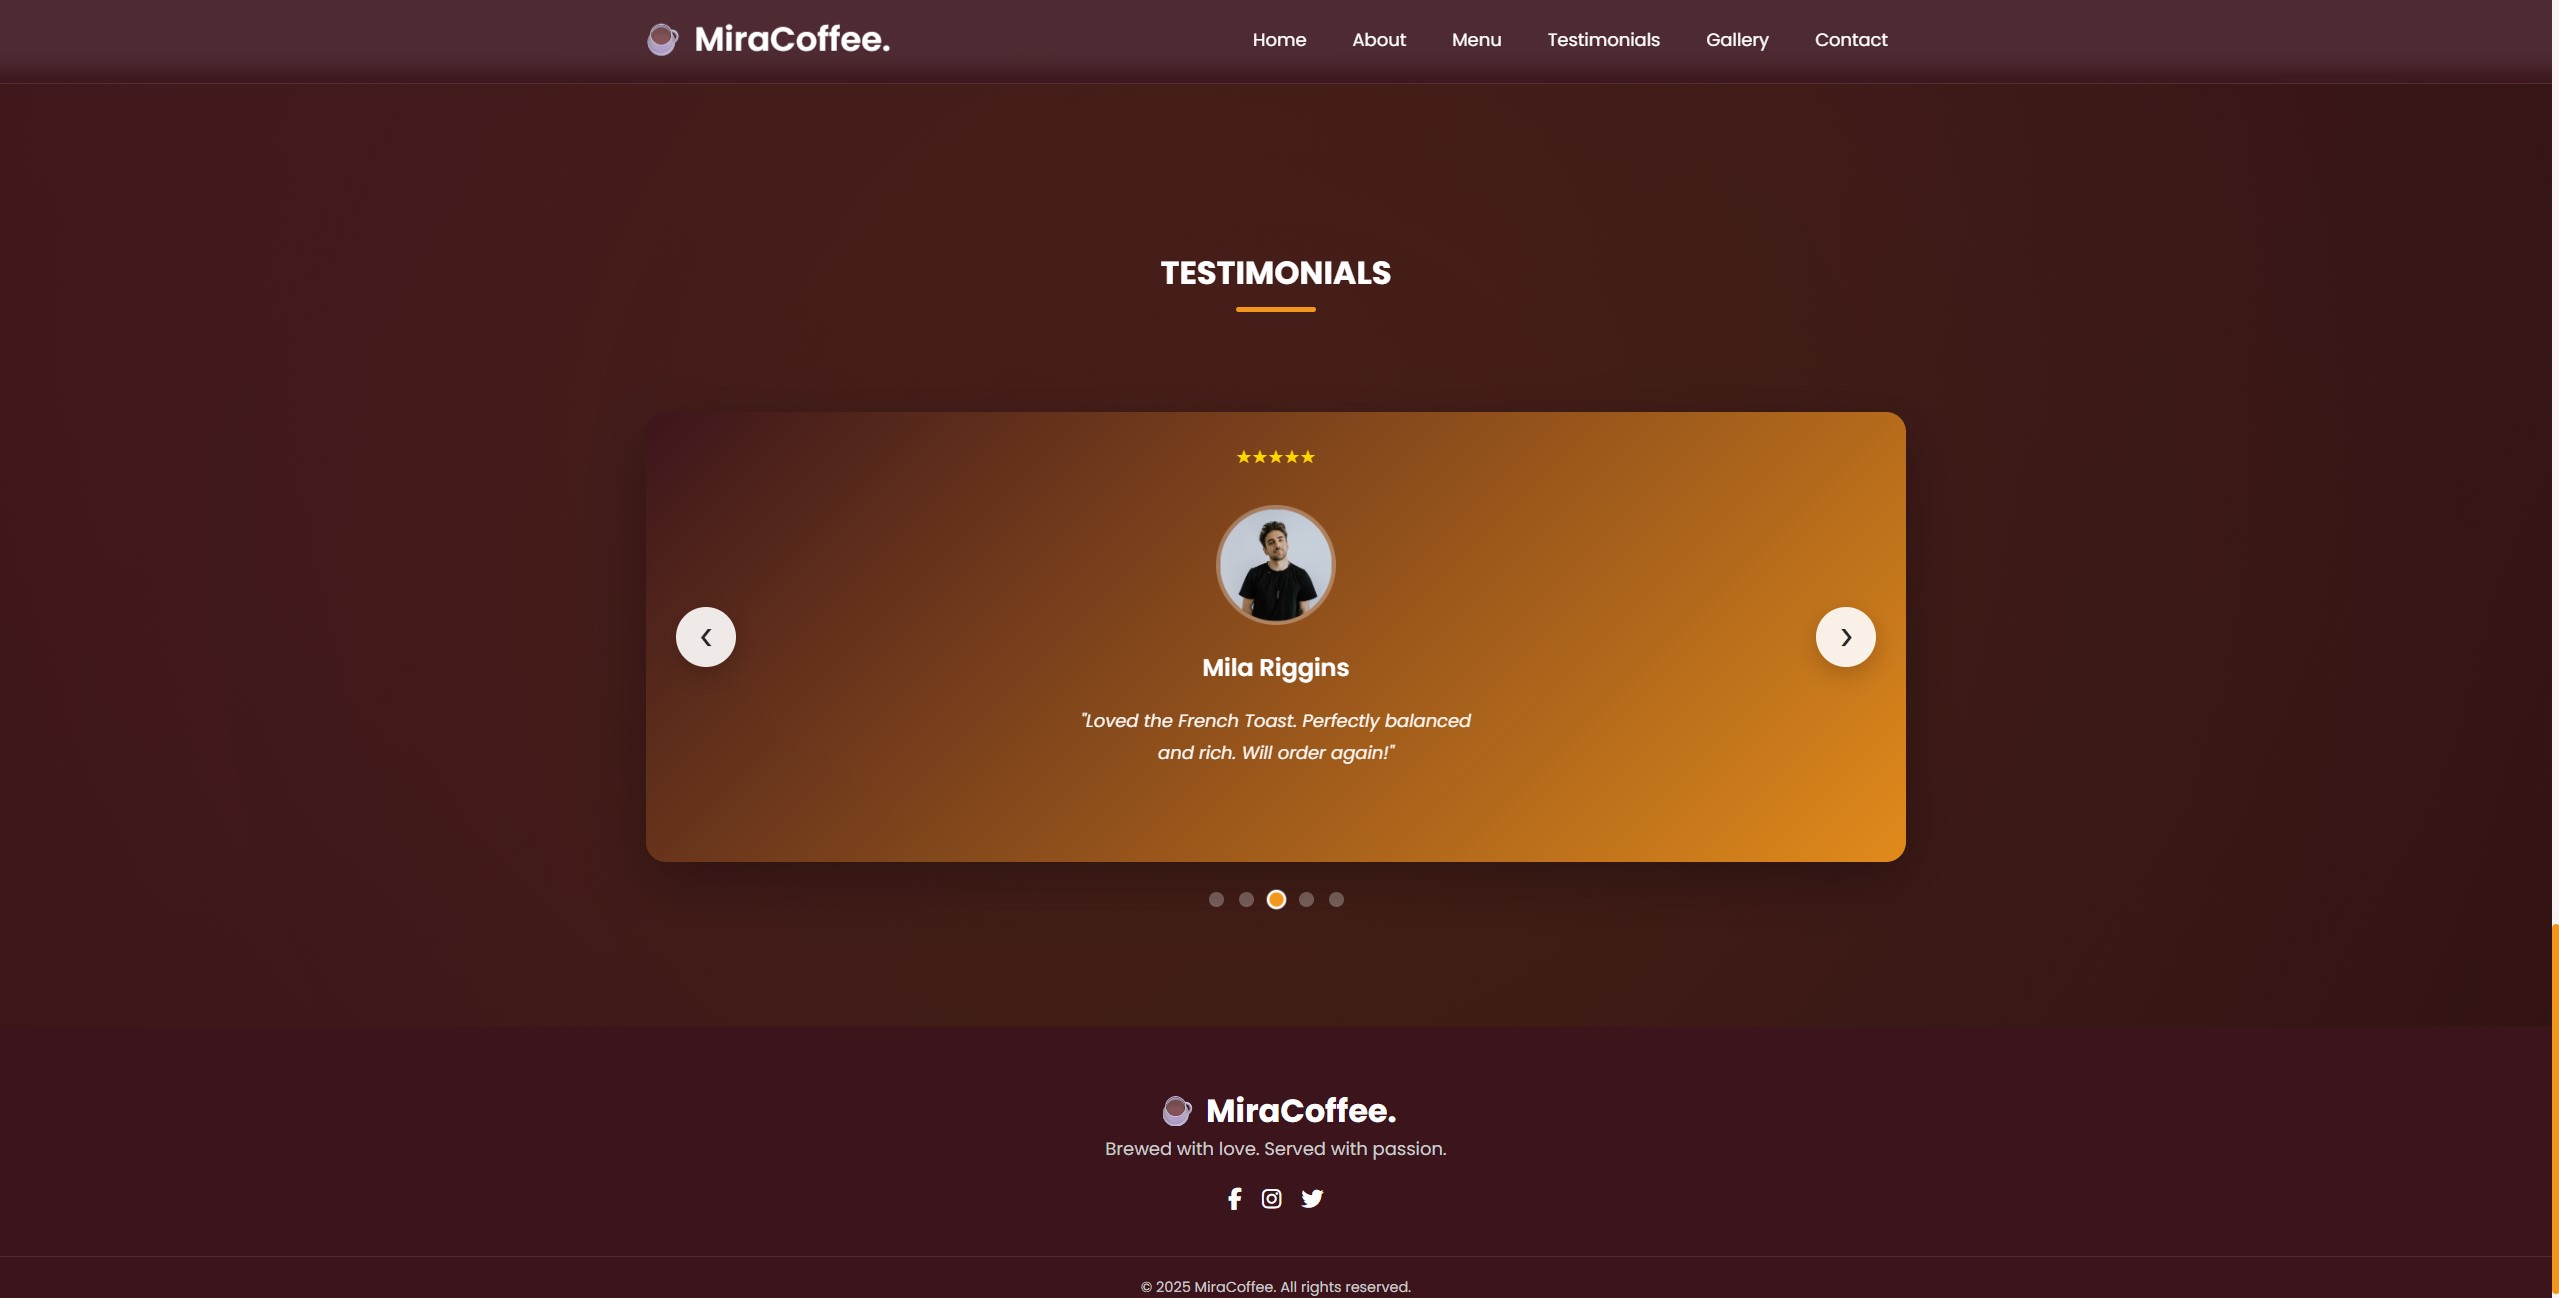 MiraCoffee.
Home About Menu Testimonials Gallery Contact
TESTIMONIALS
★★★★★
‹ ›
Mila Riggins
"Loved the French Toast. Perfectly balanced
and rich. Will order again!"
MiraCoffee.
Brewed with love. Served with passion.
© 2025 MiraCoffee. All rights reserved.